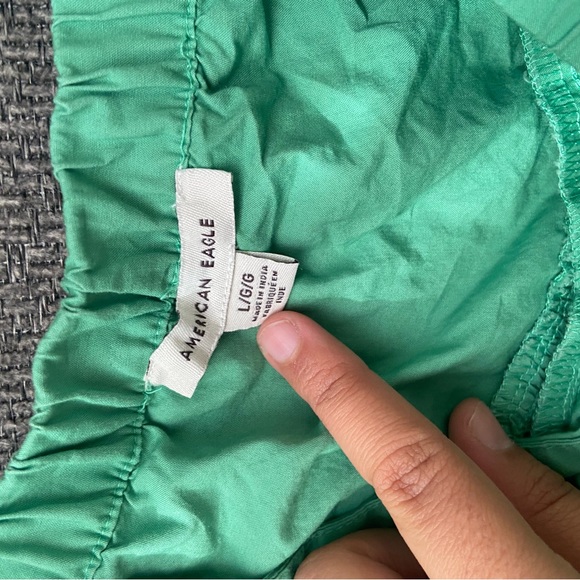 AMERICAN EAGLE
L/G/G
MADE IN INDIA
FABRIQUÉ EN
INDE